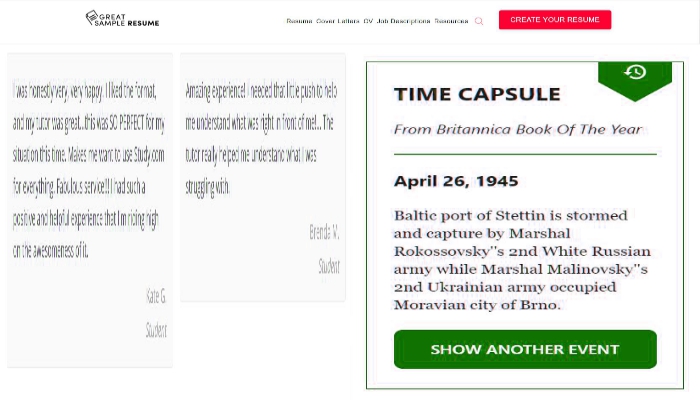 GREAT
SAMPLE RESUME
Resume Cover Letters CV Job Descriptions Resources
CREATE YOUR RESUME
I was honestly very, very happy. I liked the format,
and my tutor was great...this was SO PERFECT for my
situation this time. Makes me want to use Study.com
for everything. Fabulous service!!! I had such a
positive and helpful experience that I'm riding high
on the awesomeness of it.
Kate G.
Student
Amazing experience! I needed that little push to help
me understand what was right in front of me!... The
tutor really helped me understand what I was
struggling with.
Brenda M.
Student
TIME CAPSULE
From Britannica Book Of The Year
April 26, 1945
Baltic port of Stettin is stormed
and capture by Marshal
Rokossovsky"s 2nd White Russian
army while Marshal Malinovsky"s
2nd Ukrainian army occupied
Moravian city of Brno.
SHOW ANOTHER EVENT